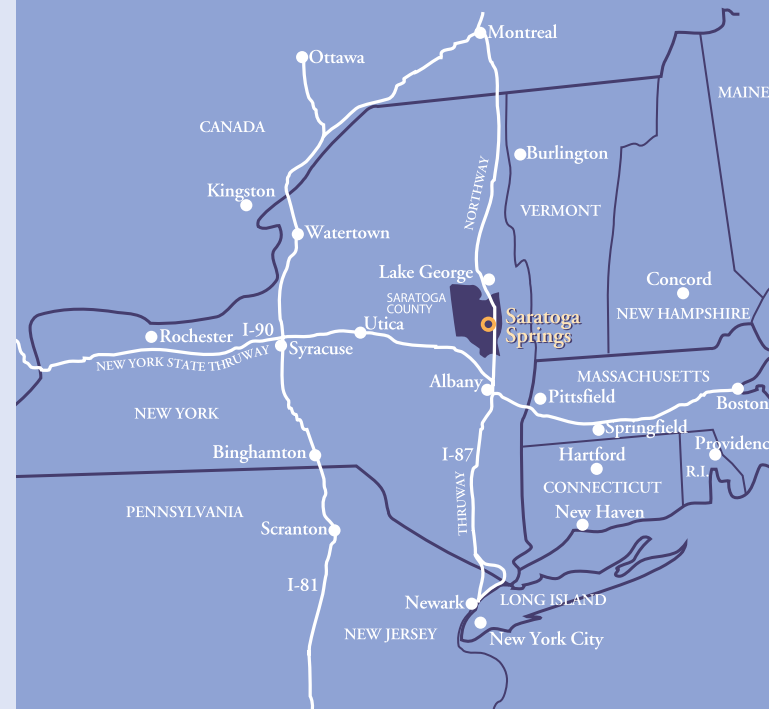 Montreal
Ottawa
MAINE
CANADA
Burlington
Kingston
NORTHWAY
VERMONT
Watertown
Lake George
Concord
SARATOGA
COUNTY
NEW HAMPSHIRE
Saratoga
Springs
Utica
I-90
Rochester
Syracuse
NEW YORK STATE THRUWAY
MASSACHUSETTS
Albany
Pittsfield
Boston
NEW YORK
Springfield
Providenc
Binghamton
I-87
Hartford
R.I.
CONNECTICUT
THRUWAY
New Haven
PENNSYLVANIA
Scranton
I-81
Newark
LONG ISLAND
NEW JERSEY
New York City